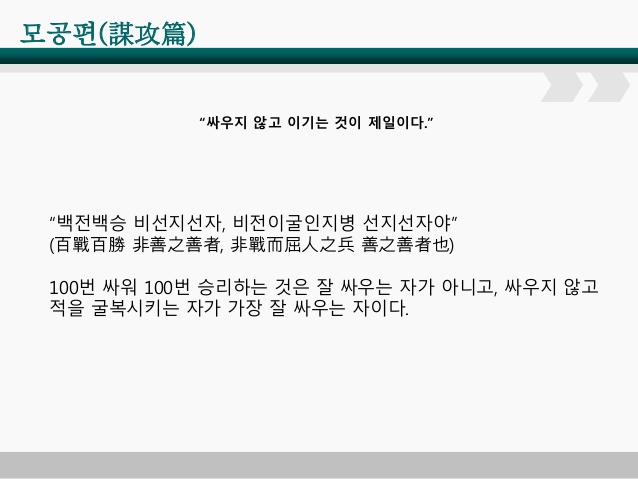 모공편(謀攻篇)
“싸우지 않고 이기는 것이 제일이다.”
“백전백승 비선지선자, 비전이굴인지병 선지선자야”
(百戰百勝 非善之善者, 非戰而屈人之兵 善之善者也)
100번 싸워 100번 승리하는 것은 잘 싸우는 자가 아니고, 싸우지 않고
적을 굴복시키는 자가 가장 잘 싸우는 자이다.